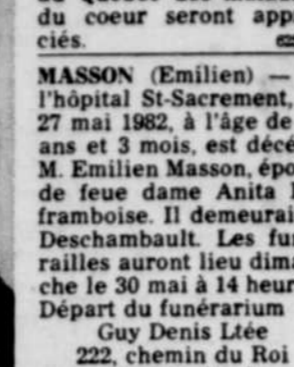 du coeur seront app
ciés.
MASSON (Emilien) —
l'hôpital St-Sacrement,
27 mai 1982, à l'âge de
ans et 3 mois, est décé
M. Emilien Masson, épo
de feue dame Anita
framboise. Il demeurai
Deschambault. Les fu
railles auront lieu dima
che le 30 mai à 14 heur
Départ du funérarium
Guy Denis Ltée
222, chemin du Roi